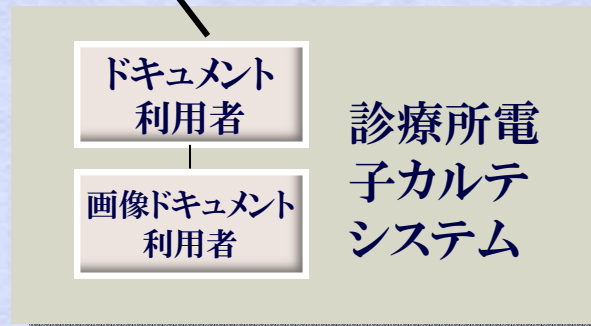 ドキュメント
利用者
画像ドキュメント
利用者
診療所電
子カルテ
システム